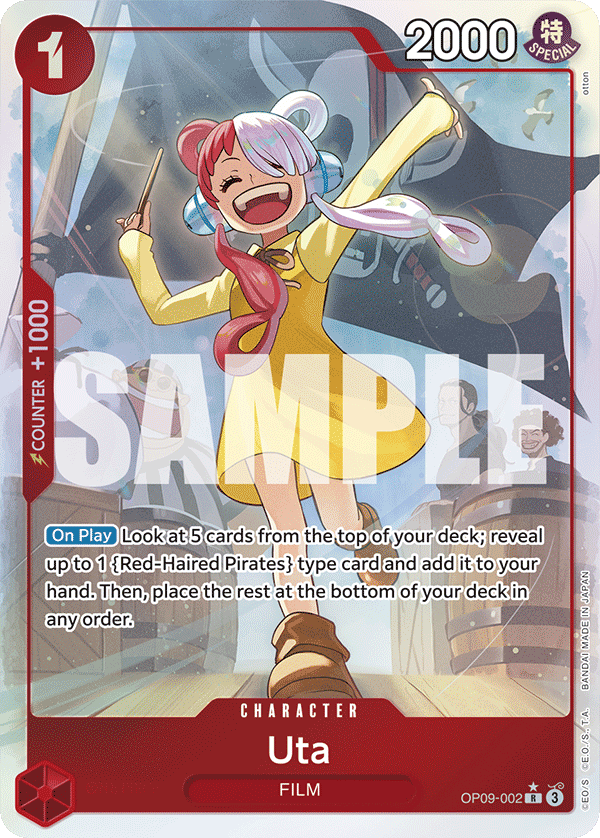 1
2000
特
SPECIAL
otton
COUNTER +1000
SAMPLE
On Play Look at 5 cards from the top of your deck; reveal
up to 1 {Red-Haired Pirates} type card and add it to your
hand. Then, place the rest at the bottom of your deck in
any order.
CHARACTER
Uta
FILM
OP09-002 R 3
©E.O/S ©E.O./S.,T.A. BANDAI MADE IN JAPAN